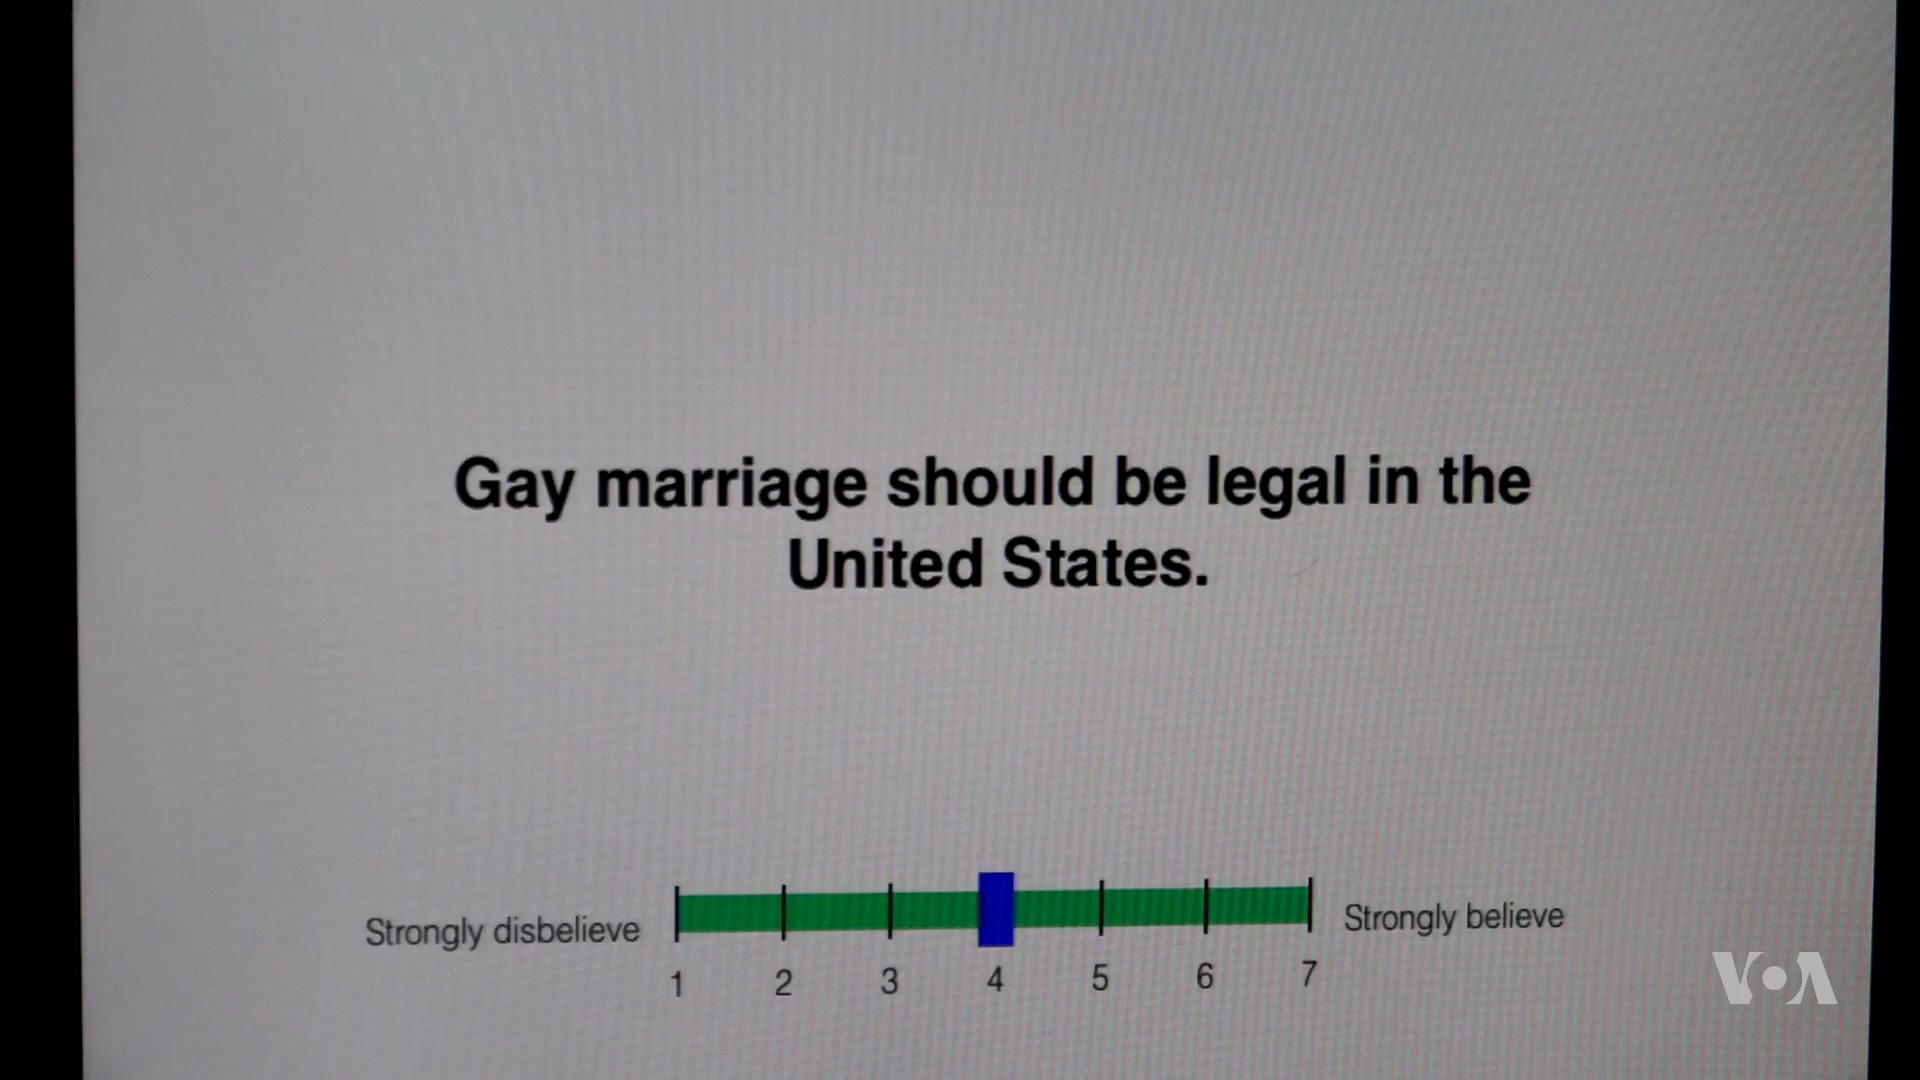 Gay marriage should be legal in the
United States.
Strongly disbelieve
Strongly believe
1 2 3 4 5 6 7
VOA